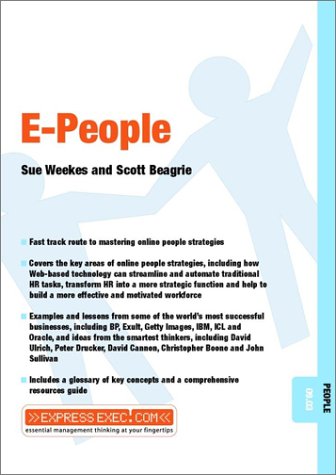 E-People
Sue Weekes and Scott Beagrie
Fast track route to mastering online people strategies
Covers the key areas of online people strategies, including how
Web-based technology can streamline and automate traditional
HR tasks, transform HR into a more strategic function and help to
build a more effective and motivated workforce
Examples and lessons from some of the world's most successful
businesses, including BP, Exult, Getty Images, IBM, ICL and
Oracle, and ideas from the smartest thinkers, including David
Ulrich, Peter Drucker, David Cannon, Christopher Boone and John
Sullivan
Includes a glossary of key concepts and a comprehensive
resources guide
EXPRESS EXEC.COM
essential management thinking at your fingertips
PEOPLE
09.03